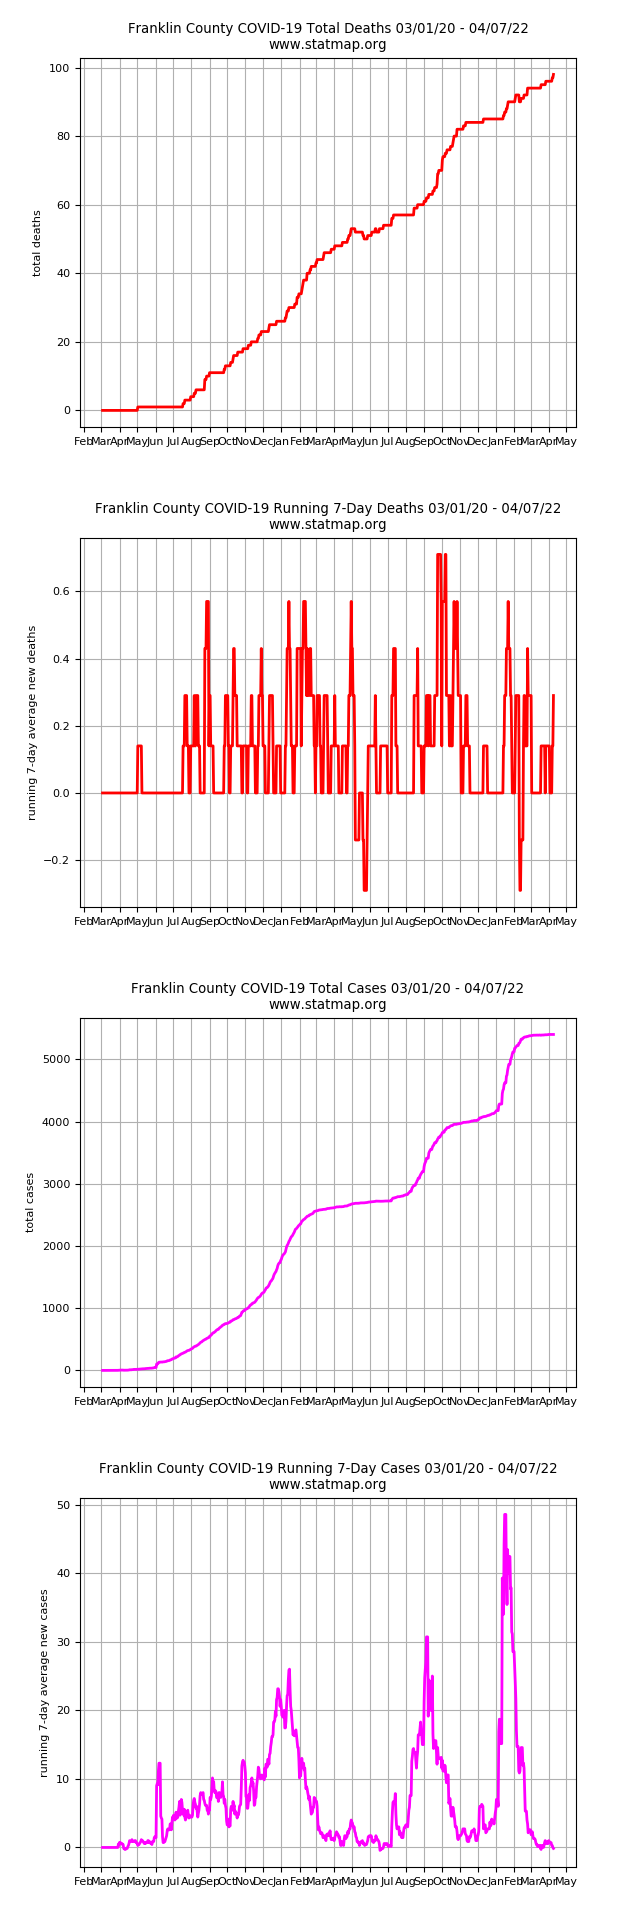 Franklin County COVID-19 Total Deaths 03/01/20 - 04/07/22
www.statmap.org
100
80
60
40
20
0
total deaths
Feb Mar Apr May Jun Jul Aug Sep Oct Nov Dec Jan Feb Mar Apr May Jun Jul Aug Sep Oct Nov Dec Jan Feb Mar Apr May
Franklin County COVID-19 Running 7-Day Deaths 03/01/20 - 04/07/22
www.statmap.org
0.6
0.4
0.2
0.0
−0.2
running 7-day average new deaths
Feb Mar Apr May Jun Jul Aug Sep Oct Nov Dec Jan Feb Mar Apr May Jun Jul Aug Sep Oct Nov Dec Jan Feb Mar Apr May
Franklin County COVID-19 Total Cases 03/01/20 - 04/07/22
www.statmap.org
5000
4000
3000
2000
1000
0
total cases
Feb Mar Apr May Jun Jul Aug Sep Oct Nov Dec Jan Feb Mar Apr May Jun Jul Aug Sep Oct Nov Dec Jan Feb Mar Apr May
Franklin County COVID-19 Running 7-Day Cases 03/01/20 - 04/07/22
www.statmap.org
50
40
30
20
10
0
running 7-day average new cases
Feb Mar Apr May Jun Jul Aug Sep Oct Nov Dec Jan Feb Mar Apr May Jun Jul Aug Sep Oct Nov Dec Jan Feb Mar Apr May